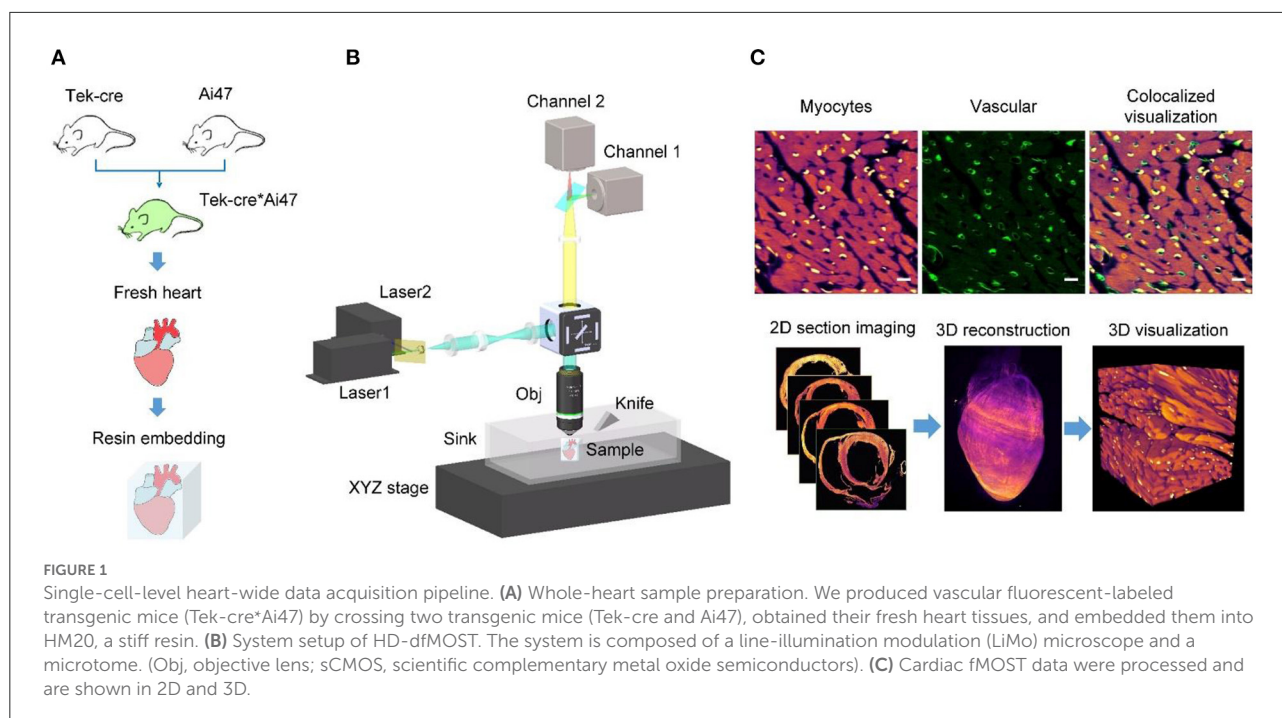 A
Tek-cre
Ai47
Tek-cre*Ai47
Fresh heart
Resin embedding
B
Channel 2
Channel 1
Laser2
Laser1
Obj
Knife
Sink
Sample
XYZ stage
C
Myocytes
Vascular
Colocalized
visualization
2D section imaging
3D reconstruction
3D visualization
FIGURE 1
Single-cell-level heart-wide data acquisition pipeline. (A) Whole-heart sample preparation. We produced vascular fluorescent-labeled
transgenic mice (Tek-cre*Ai47) by crossing two transgenic mice (Tek-cre and Ai47), obtained their fresh heart tissues, and embedded them into
HM20, a stiff resin. (B) System setup of HD-dfMOST. The system is composed of a line-illumination modulation (LiMo) microscope and a
microtome. (Obj, objective lens; sCMOS, scientific complementary metal oxide semiconductors). (C) Cardiac fMOST data were processed and
are shown in 2D and 3D.